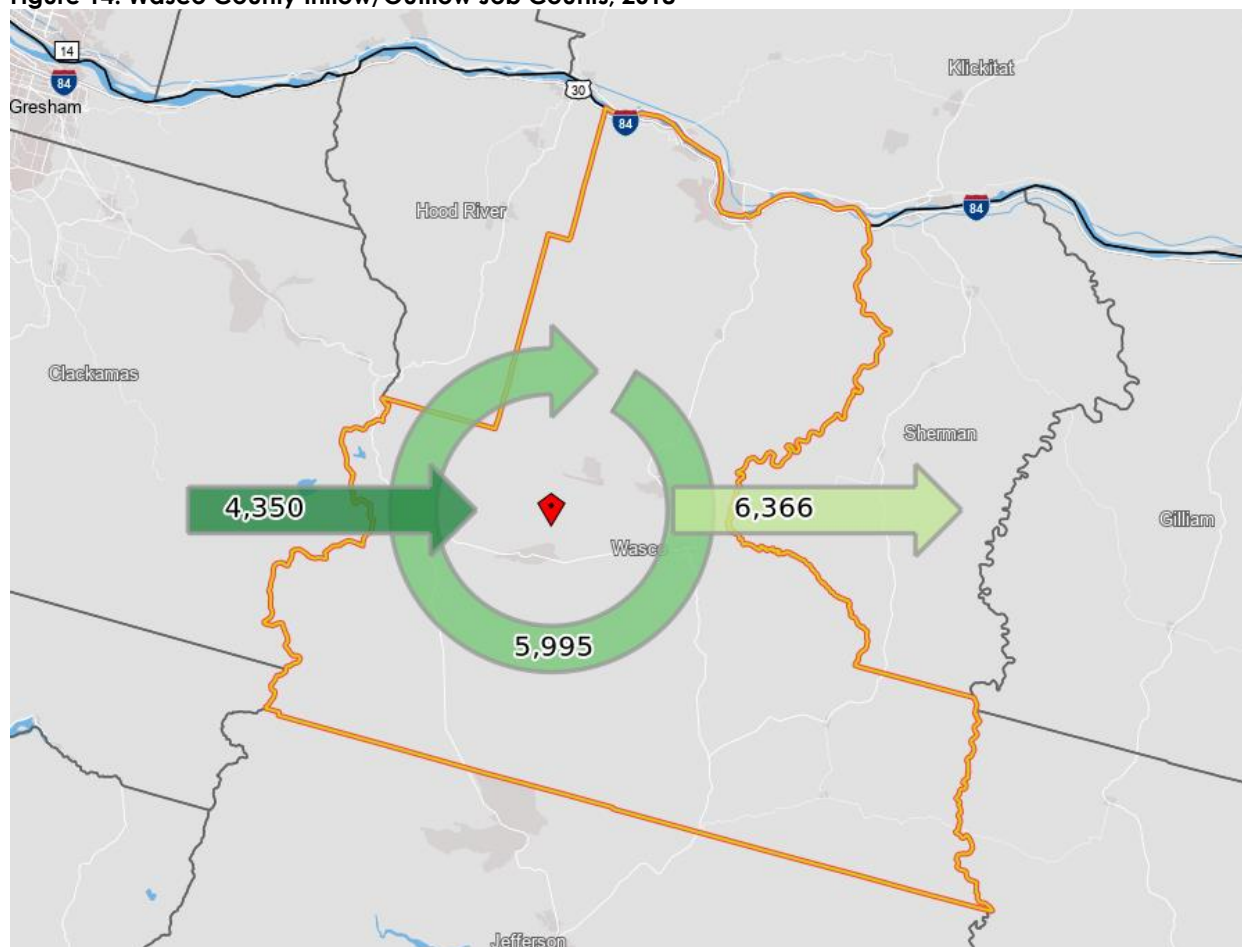 Figure 14. Wasco County Inflow/Outflow Job Counts, 2018
14
84
Gresham
30
84
Klickitat
Hood River
84
Clackamas
Sherman
4,350
6,366
Gilliam
Wasco
5,995
Jefferson